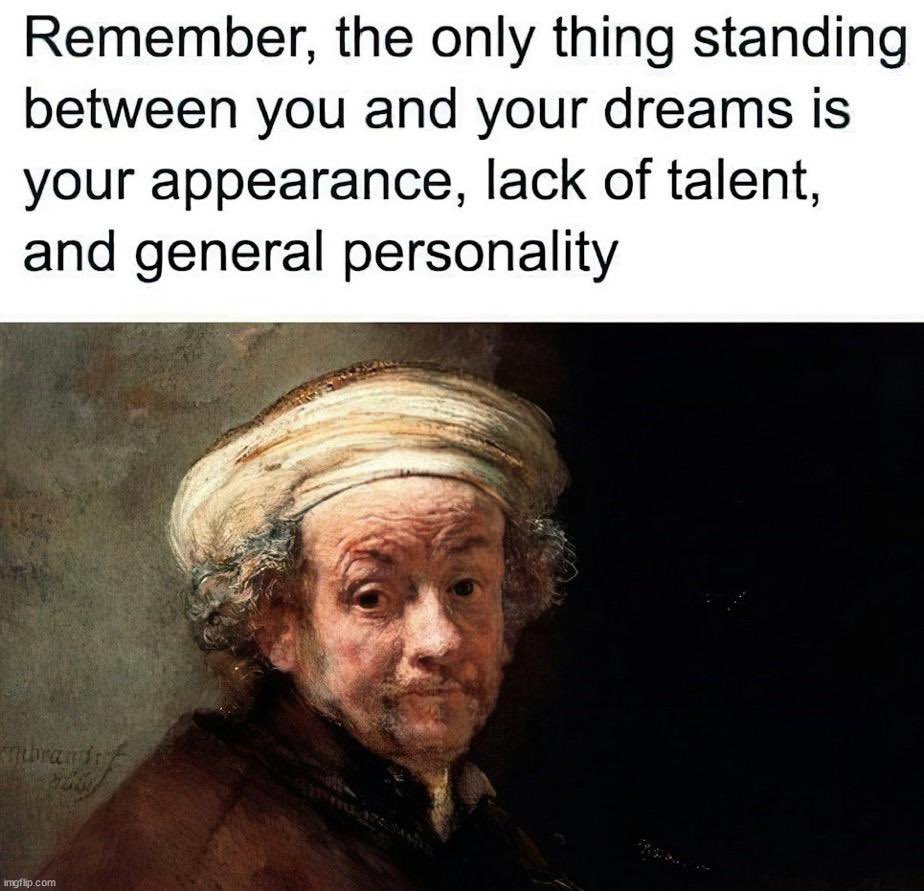 Remember, the only thing standing
between you and your dreams is
your appearance, lack of talent,
and general personality
imgflip.com